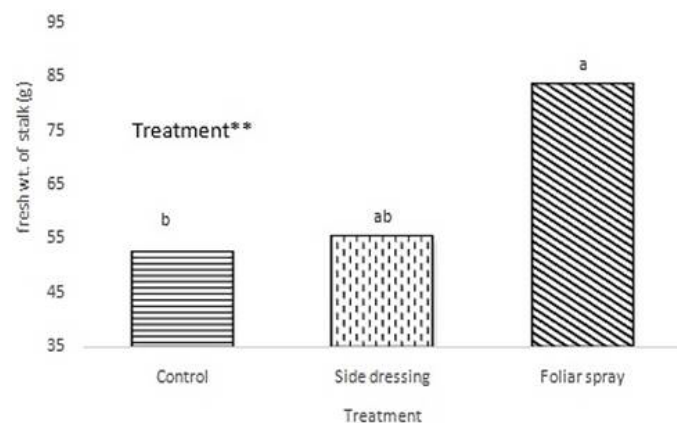 95
85
75
65
55
45
35
fresh wt. of stalk (g)
Treatment**
b
ab
a
Control
Side dressing
Foliar spray
Treatment